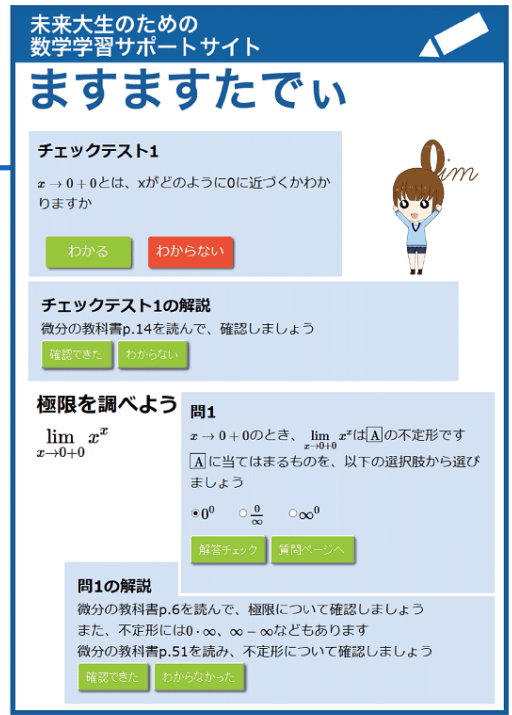 未来大生のための
数学学習サポートサイト
ますますたでぃ
lim
チェックテスト1
x → 0 + 0とは、xがどのように0に近づくかわか
りますか
わかる わからない
チェックテスト1の解説
微分の教科書p.14を読んで、確認しましょう
確認できた わからない
極限を調べよう
lim x^x
x→0+0
問1
x → 0 + 0のとき、 lim x^xはAの不定形です
x→0+0
Aに当てはまるものを、以下の選択肢から選び
ましょう
0^0 0/∞ ∞^0
解答チェック 質問ページへ
問1の解説
微分の教科書p.6を読んで、極限について確認しましょう
また、不定形には0・∞、∞ − ∞などもあります
微分の教科書p.51を読み、不定形について確認しましょう
確認できた わからなかった